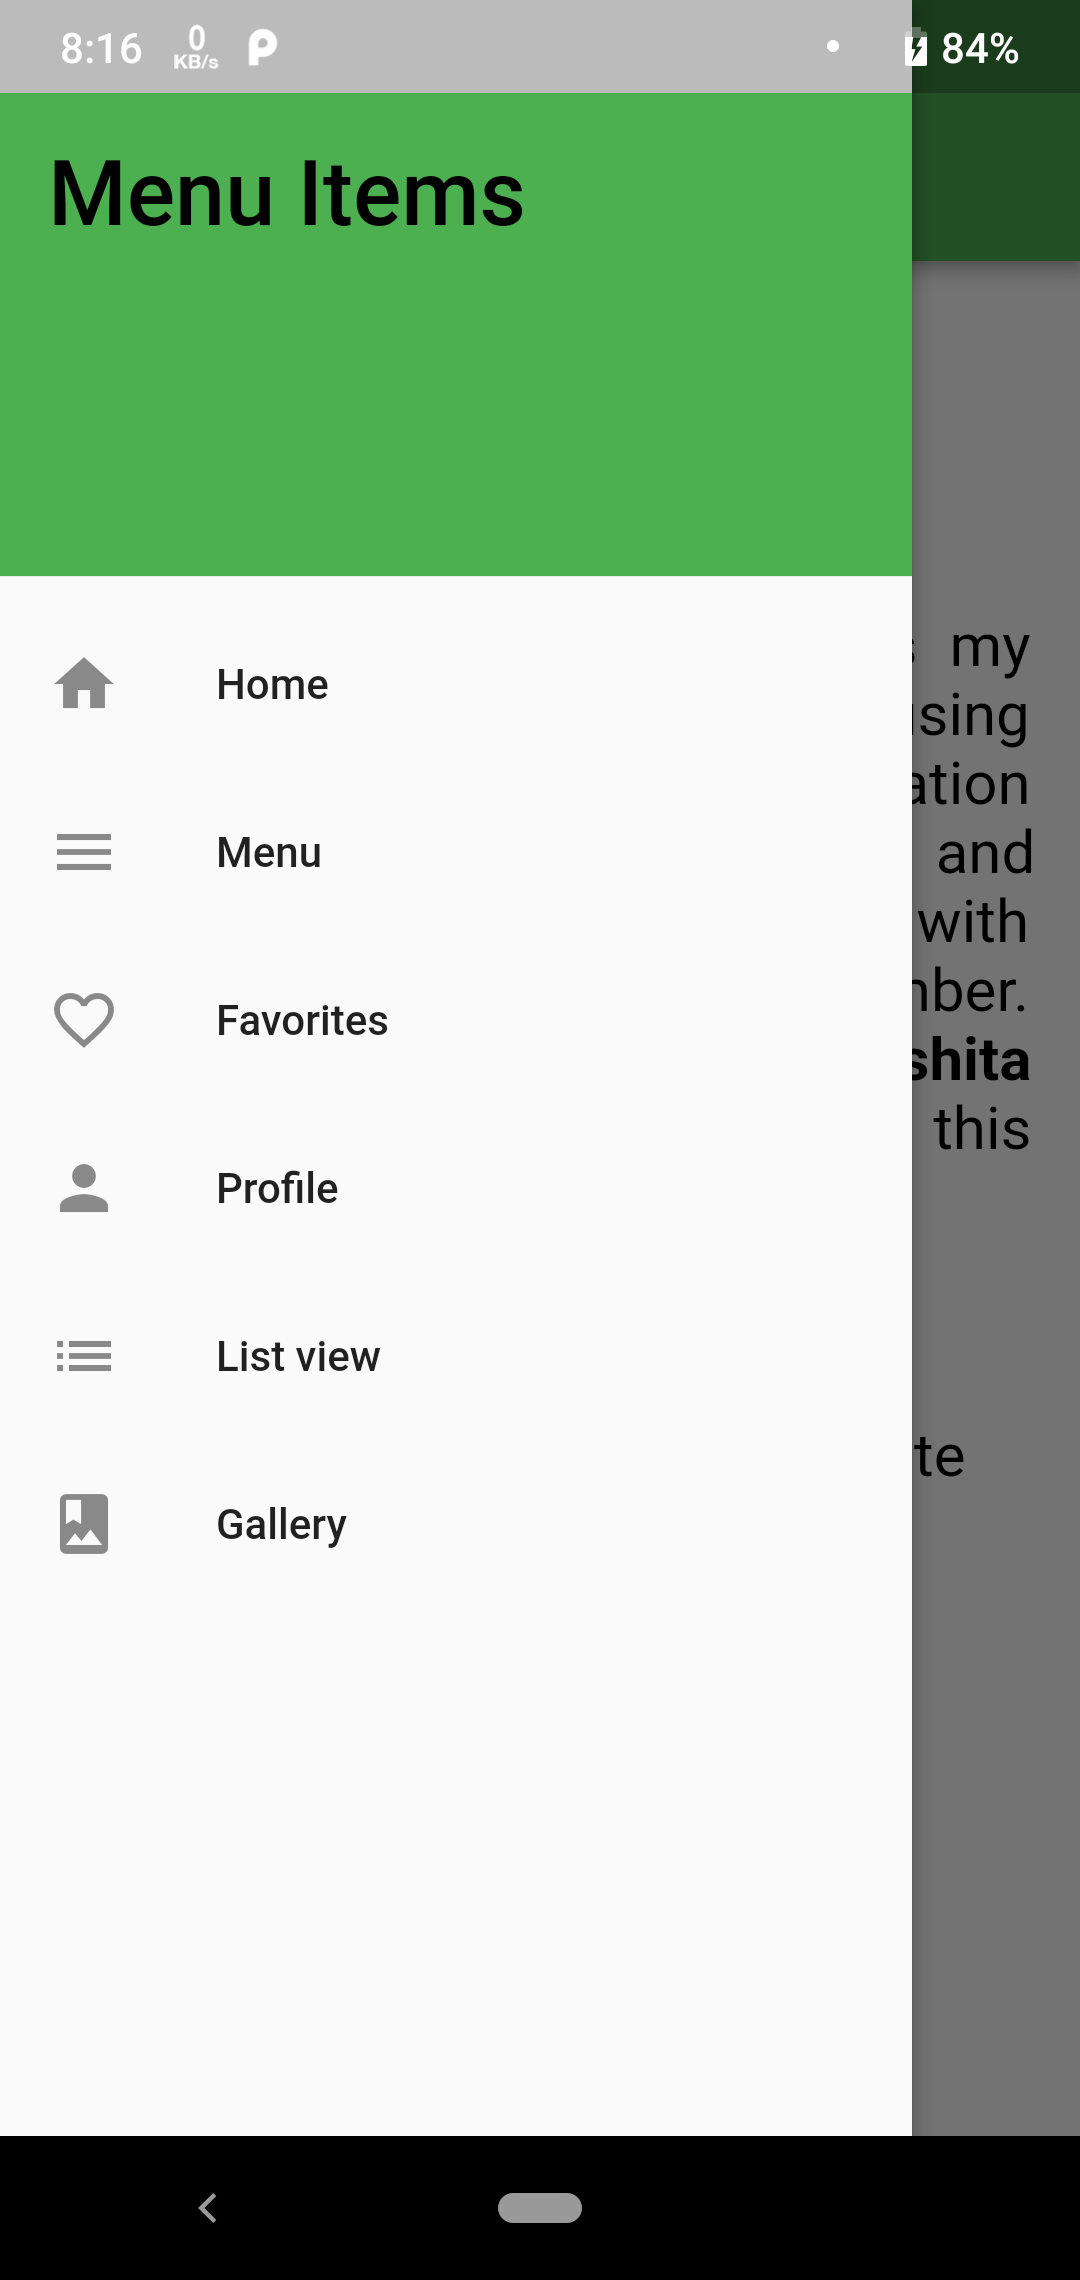 8:16 0 KB/s 84%
Menu Items
Home
Menu
Favorites
Profile
List view
Gallery
my
sing
ation
and
with
ber.
shita
this
te